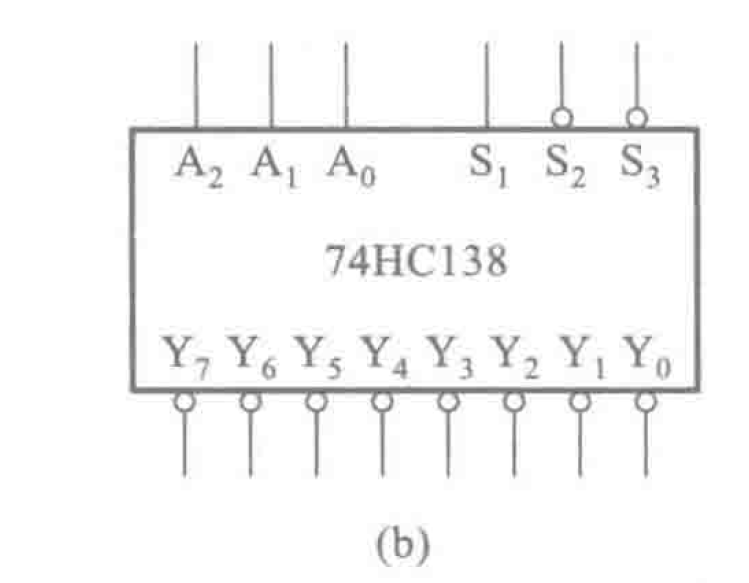 A₂ A₁ A₀ S₁ S₂ S₃
74HC138
Y₇ Y₆ Y₅ Y₄ Y₃ Y₂ Y₁ Y₀
(b)